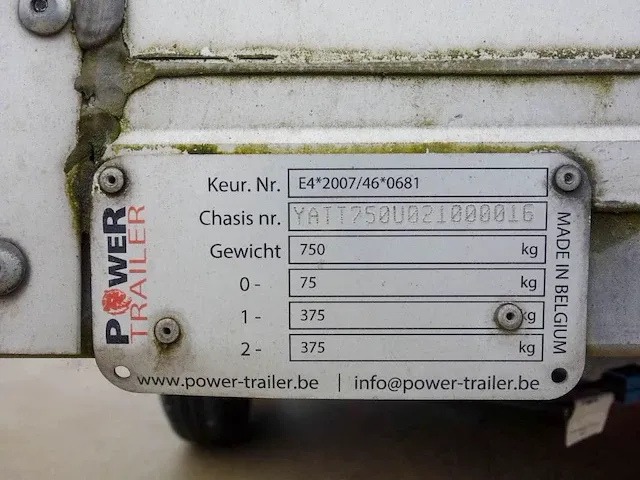 POWER
TRAILER
Keur. Nr. E4*2007/46*0681
Chasis nr. YATT750U021000016
Gewicht 750 kg
0- 75 kg
1- 375 kg
2- 375 kg
MADE IN BELGIUM
www.power-trailer.be | info@power-trailer.be